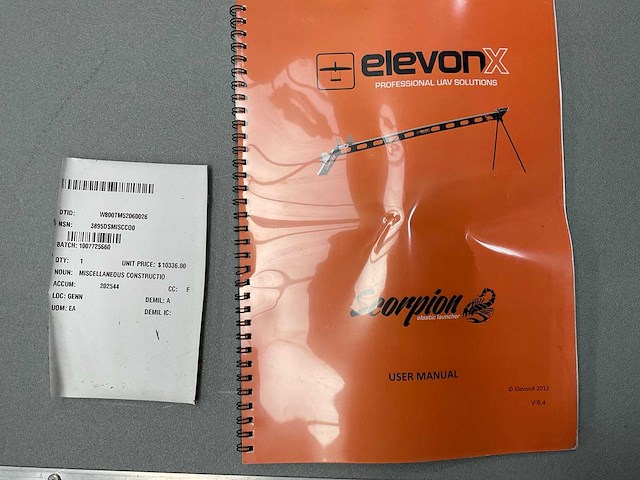 DTID: W800TM52060026
NSN: 3895DSMISCC00
BATCH: 1007725660
QTY: 1 UNIT PRICE: $10336.00
NOUN: MISCELLANEOUS CONSTRUCTIO
ACCUM: 202544 CC: F
LOC: GENN DEMIL: A
UOM: EA DEMIL IC:
elevonX
PROFESSIONAL UAV SOLUTIONS
Scorpion
elastic launcher
USER MANUAL
© ElevonX 2012
V 6.4